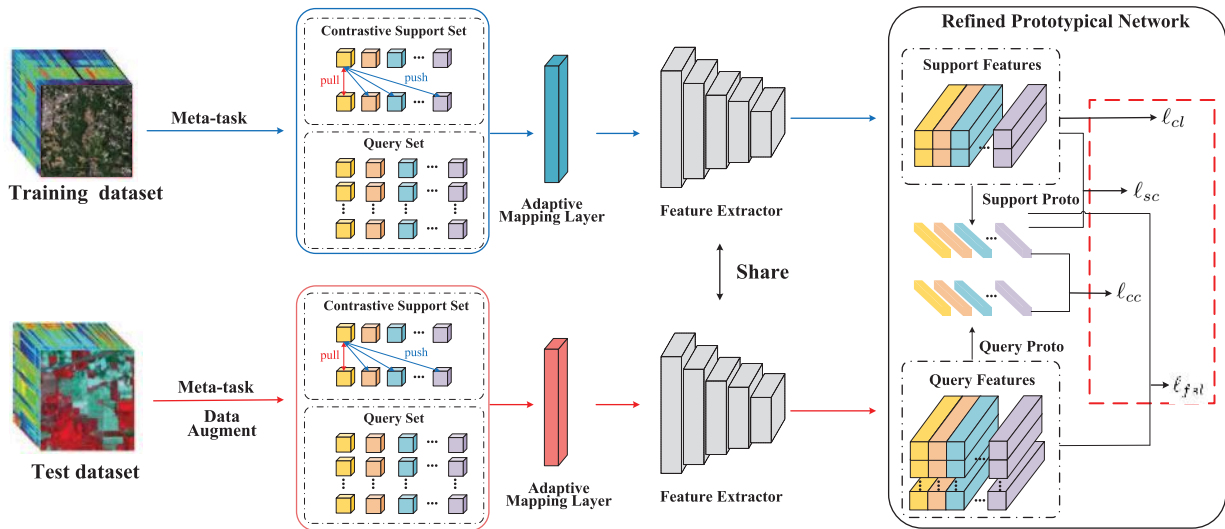 Training dataset
Meta-task
Contrastive Support Set
pull
push
Query Set
Adaptive
Mapping Layer
Feature Extractor
Share
Test dataset
Meta-task
Data
Augment
Contrastive Support Set
pull
push
Query Set
Adaptive
Mapping Layer
Feature Extractor
Refined Prototypical Network
Support Features
ℓcl
ℓsc
Support Proto
ℓcc
Query Proto
ℓfsl
Query Features